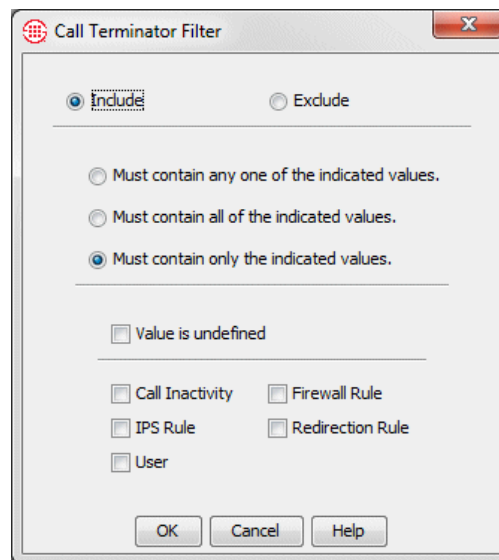 Call Terminator Filter
Include Exclude
Must contain any one of the indicated values.
Must contain all of the indicated values.
Must contain only the indicated values.
Value is undefined
Call Inactivity Firewall Rule
IPS Rule Redirection Rule
User
OK Cancel Help